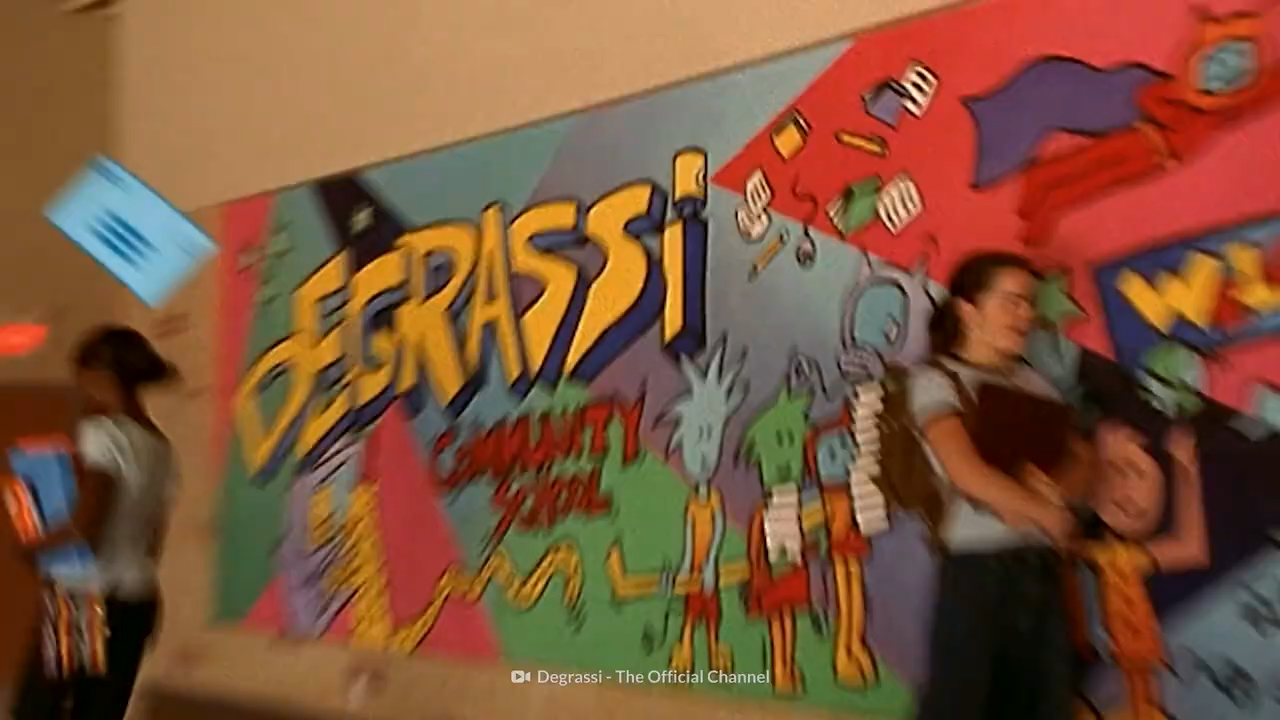 DEGRASSI
COMMUNITY
SCHOOL
Degrassi - The Official Channel